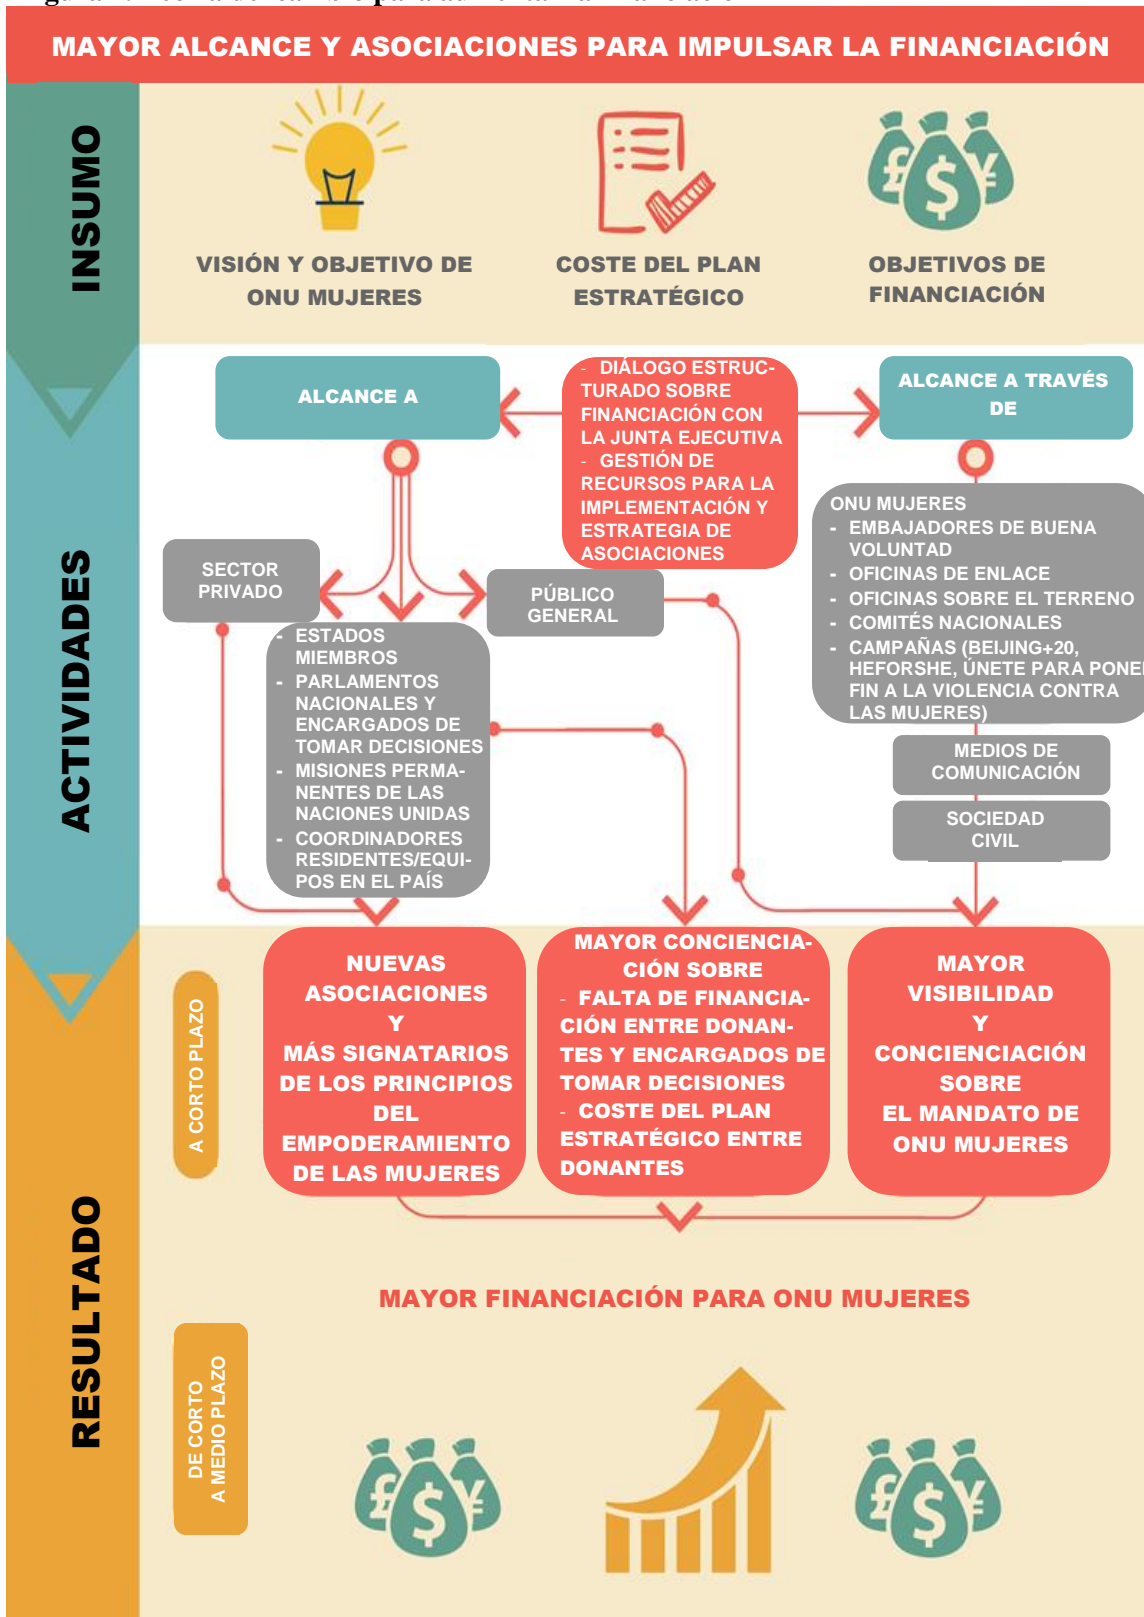 MAYOR ALCANCE Y ASOCIACIONES PARA IMPULSAR LA FINANCIACIÓN
INSUMO
VISIÓN Y OBJETIVO DE
ONU MUJERES
COSTE DEL PLAN
ESTRATÉGICO
OBJETIVOS DE
FINANCIACIÓN
ACTIVIDADES
ALCANCE A
- DIÁLOGO ESTRUC-
TURADO SOBRE
FINANCIACIÓN CON
LA JUNTA EJECUTIVA
- GESTIÓN DE
RECURSOS PARA LA
IMPLEMENTACIÓN Y
ESTRATEGIA DE
ASOCIACIONES
ALCANCE A TRAVÉS
DE
SECTOR
PRIVADO
PÚBLICO
GENERAL
- ESTADOS
MIEMBROS
- PARLAMENTOS
NACIONALES Y
ENCARGADOS DE
TOMAR DECISIONES
- MISIONES PERMA-
NENTES DE LAS
NACIONES UNIDAS
- COORDINADORES
RESIDENTES/EQUI-
POS EN EL PAÍS
ONU MUJERES
- EMBAJADORES DE BUENA
VOLUNTAD
- OFICINAS DE ENLACE
- OFICINAS SOBRE EL TERRENO
- COMITÉS NACIONALES
- CAMPAÑAS (BEIJING+20,
HEFORSHE, ÚNETE PARA PONE
FIN A LA VIOLENCIA CONTRA
LAS MUJERES)
MEDIOS DE
COMUNICACIÓN
SOCIEDAD
CIVIL
RESULTADO
A CORTO PLAZO
NUEVAS
ASOCIACIONES
Y
MÁS SIGNATARIOS
DE LOS PRINCIPIOS
DEL
EMPODERAMIENTO
DE LAS MUJERES
MAYOR CONCIENCIA-
CIÓN SOBRE
- FALTA DE FINANCIA-
CIÓN ENTRE DONAN-
TES Y ENCARGADOS DE
TOMAR DECISIONES
- COSTE DEL PLAN
ESTRATÉGICO ENTRE
DONANTES
MAYOR
VISIBILIDAD
Y
CONCIENCIACIÓN
SOBRE
EL MANDATO DE
ONU MUJERES
MAYOR FINANCIACIÓN PARA ONU MUJERES
DE CORTO
A MEDIO PLAZO
£ $ ¥
£ $ ¥
£ $ ¥